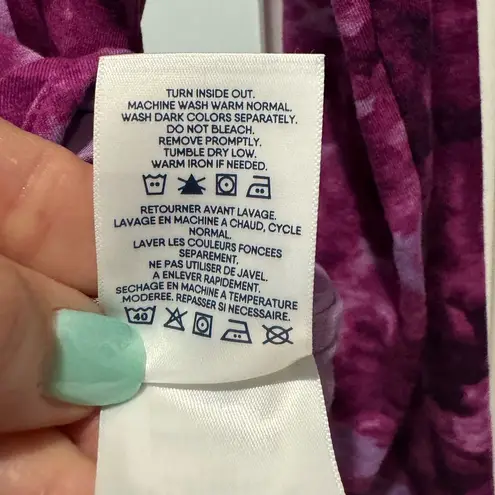 TURN INSIDE OUT.
MACHINE WASH WARM NORMAL.
WASH DARK COLORS SEPARATELY.
DO NOT BLEACH.
REMOVE PROMPTLY.
TUMBLE DRY LOW.
WARM IRON IF NEEDED.
RETOURNER AVANT LAVAGE.
LAVAGE EN MACHINE A CHAUD, CYCLE
NORMAL.
LAVER LES COULEURS FONCEES
SEPAREMENT.
NE PAS UTILISER DE JAVEL.
A ENLEVER RAPIDEMENT.
SECHAGE EN MACHINE A TEMPERATURE
MODEREE. REPASSER SI NECESSAIRE.
40